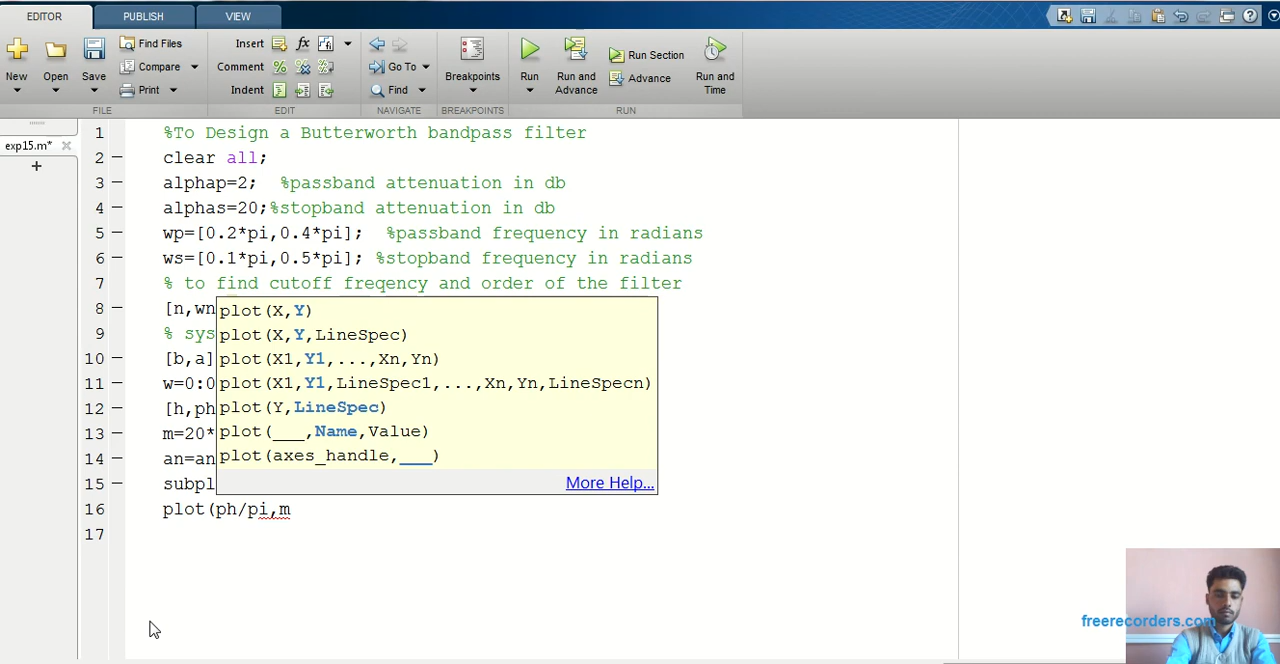 EDITOR PUBLISH VIEW
New Open Save Find Files Compare Print
Insert fx
Comment
Indent
Go To
Find
Breakpoints Run Run and Advance Run Section Advance Run and Time
FILE EDIT NAVIGATE BREAKPOINTS RUN
exp15.m*
1 %To Design a Butterworth bandpass filter
2 clear all;
3 alphap=2; %passband attenuation in db
4 alphas=20;%stopband attenuation in db
5 wp=[0.2*pi,0.4*pi]; %passband frequency in radians
6 ws=[0.1*pi,0.5*pi]; %stopband frequency in radians
7 % to find cutoff freqency and order of the filter
8 [n,wn
9 % sys
10 [b,a]
11 w=0:0
12 [h,ph
13 m=20*
14 an=an
15 subpl
16 plot(ph/pi,m
17
plot(X,Y)
plot(X,Y,LineSpec)
plot(X1,Y1,...,Xn,Yn)
plot(X1,Y1,LineSpec1,...,Xn,Yn,LineSpecn)
plot(Y,LineSpec)
plot(___,Name,Value)
plot(axes_handle,___)
More Help...
freerecorders.com